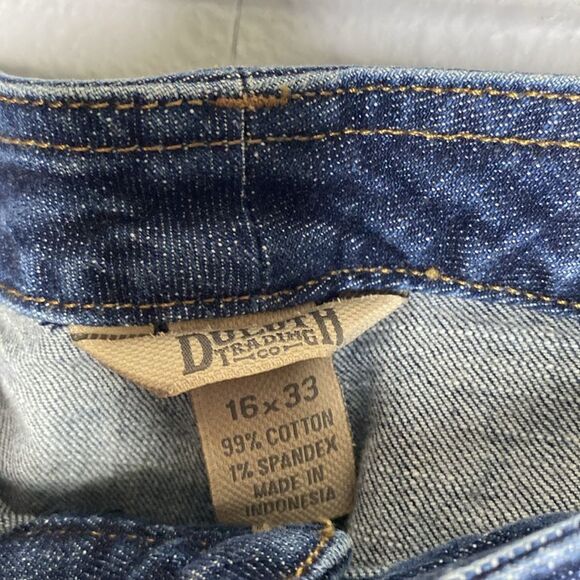 DULUTH
TRADING
CO
16 x 33
99% COTTON
1% SPANDEX
MADE IN
INDONESIA